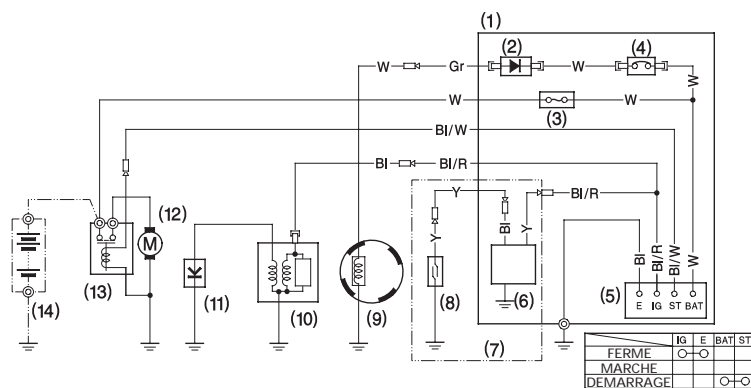 (1)
(2)
(4)
W
Gr
W
W
W
W
(3)
Bl/W
Bl
Bl/R
(7)
Y
Bl/R
Y
Bl
Y
(12)
M
(13)
(14)
(11)
(10)
(9)
(8)
(6)
(5)
Bl
Bl/R
Bl/W
W
E IG ST BAT
IG E BAT ST
FERME
MARCHE
DEMARRAGE